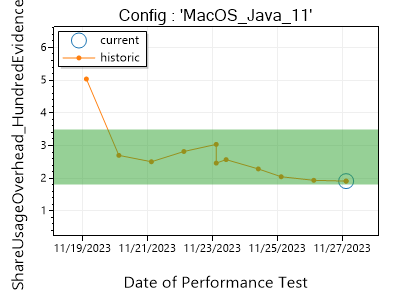 Config : 'MacOS_Java_11'
current
historic
ShareUsageOverhead_HundredEvidence
6
5
4
3
2
1
11/19/2023
11/21/2023
11/23/2023
11/25/2023
11/27/2023
Date of Performance Test